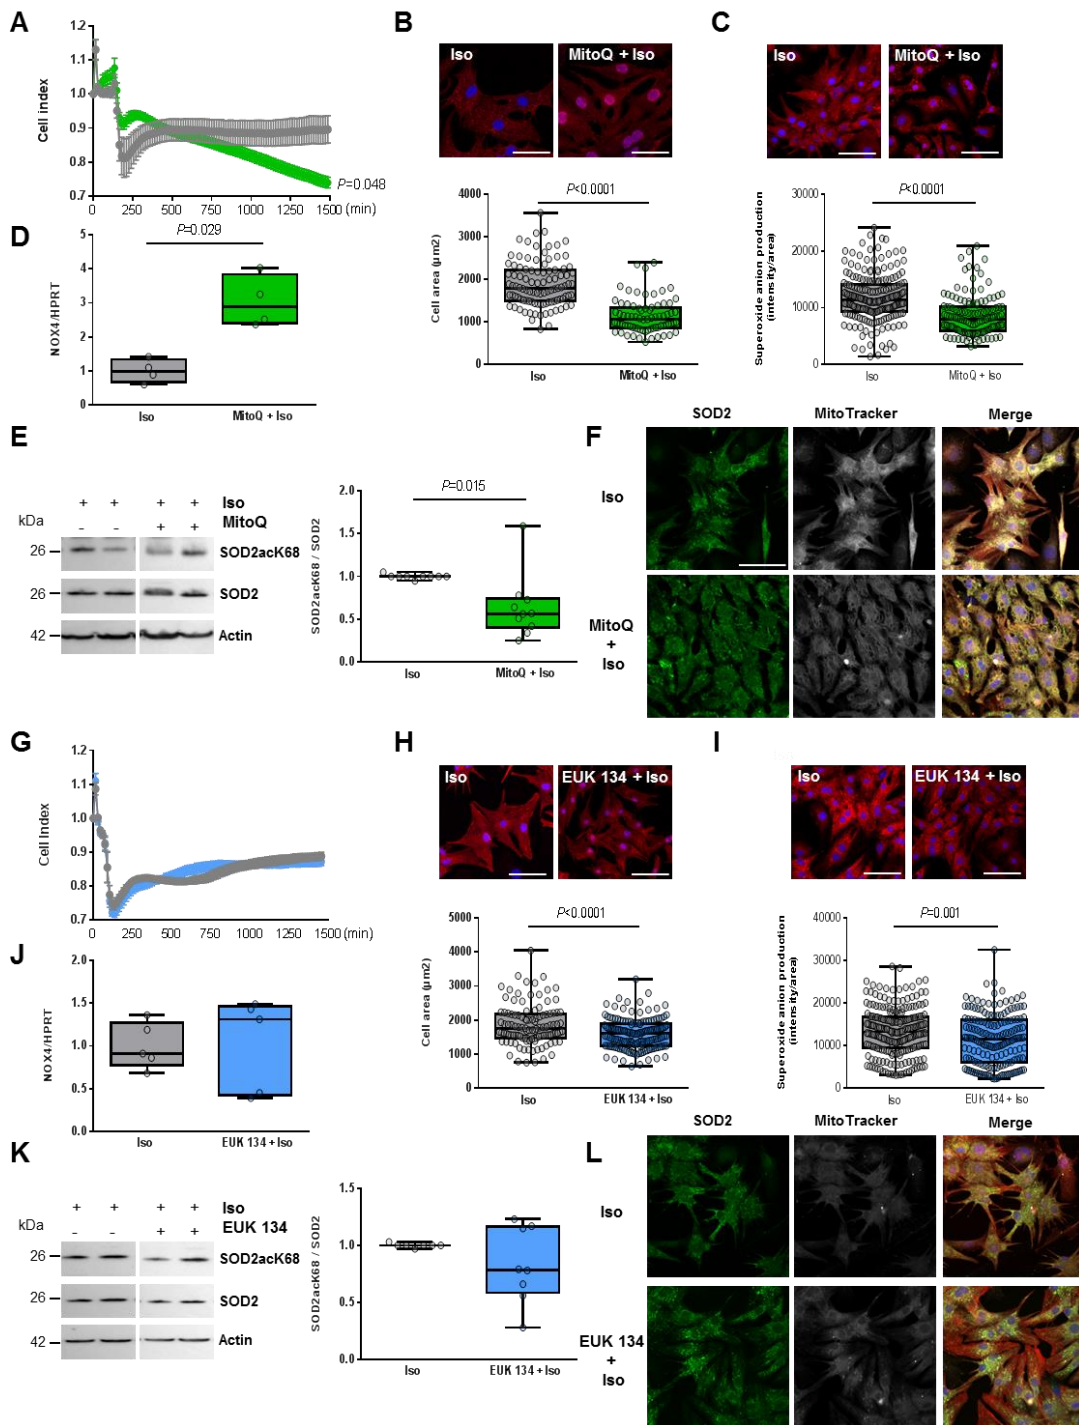 A
1.2
1.1
1.0
0.9
0.8
0.7
Cell index
0 250 500 750 1000 1250 1500 (min)
P=0.048
B
Iso
MitoQ + Iso
P<0.0001
4000
3000
2000
1000
0
Cell area (µm2)
Iso MitoQ + Iso
C
Iso
MitoQ + Iso
P<0.0001
30000
20000
10000
0
Superoxide anion production
(intensity/area)
Iso MitoQ + Iso
D
P=0.029
5
4
3
2
1
0
NOX4/HPRT
Iso MitoQ + Iso
E
+ + + + Iso
kDa - - + + MitoQ
26 SOD2acK68
26 SOD2
42 Actin
P=0.015
2.0
1.5
1.0
0.5
0.0
SOD2acK68 / SOD2
Iso MitoQ + Iso
F
SOD2 MitoTracker Merge
Iso
MitoQ
+
Iso
G
1.2
1.1
1.0
0.9
0.8
0.7
Cell Index
0 250 500 750 1000 1250 1500 (min)
H
Iso
EUK 134 + Iso
P<0.0001
5000
4000
3000
2000
1000
0
Cell area (µm2)
Iso EUK 134 + Iso
I
Iso
EUK 134 + Iso
P=0.001
40000
30000
20000
10000
0
Superoxide anion production
(intensity/area)
Iso EUK 134 + Iso
J
2.0
1.5
1.0
0.5
0.0
NOX4/HPRT
Iso EUK 134 + Iso
K
+ + + + Iso
kDa - - + + EUK 134
26 SOD2acK68
26 SOD2
42 Actin
1.5
1.0
0.5
0.0
SOD2acK68 / SOD2
Iso EUK 134 + Iso
L
SOD2 MitoTracker Merge
Iso
EUK 134
+
Iso